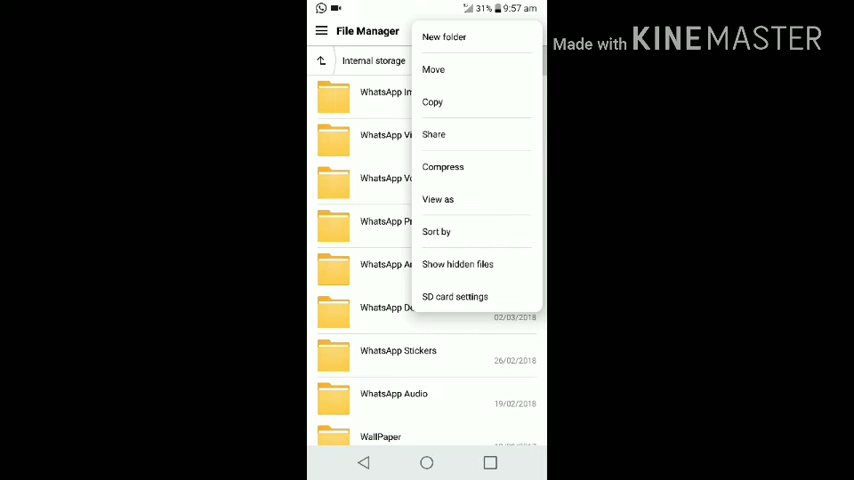 31% 9:57 am
File Manager
Internal storage
New folder
Move
Copy
Share
Compress
View as
Sort by
Show hidden files
SD card settings
WhatsApp Im
WhatsApp Vi
WhatsApp Vo
WhatsApp Pr
WhatsApp An
WhatsApp Do
02/03/2018
WhatsApp Stickers
26/02/2018
WhatsApp Audio
19/02/2018
WallPaper
Made with KINEMASTER